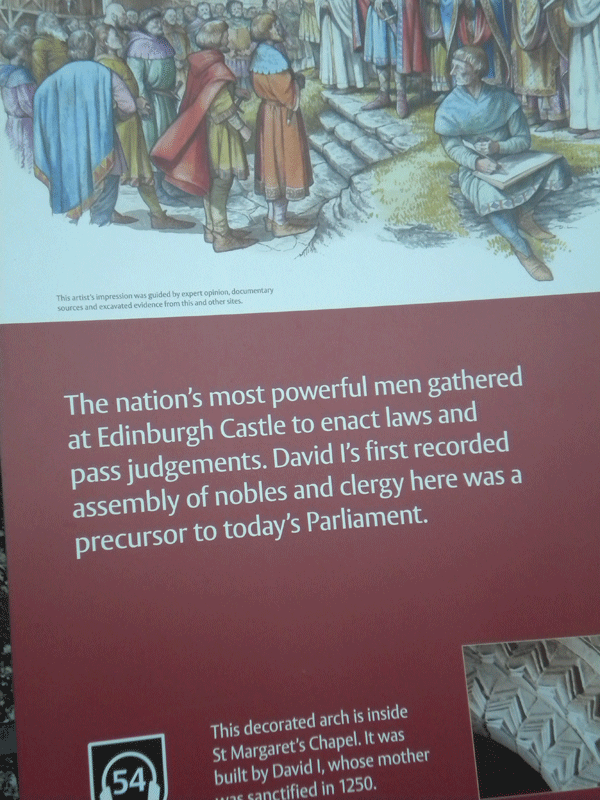 This artist's impression was guided by expert opinion, documentary
sources and excavated evidence from this and other sites.
The nation's most powerful men gathered
at Edinburgh Castle to enact laws and
pass judgements. David I's first recorded
assembly of nobles and clergy here was a
precursor to today's Parliament.
54
This decorated arch is inside
St Margaret's Chapel. It was
built by David I, whose mother
was sanctified in 1250.